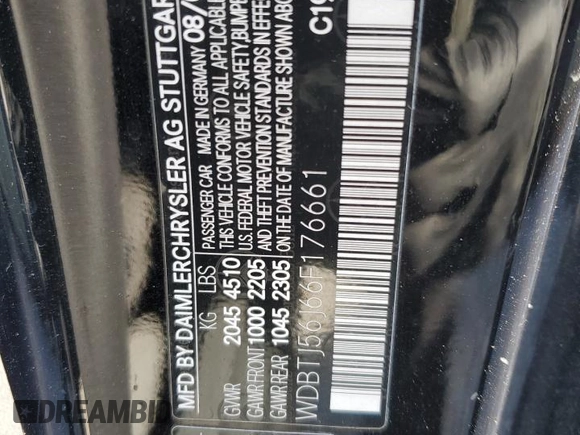 MFD BY DAIMLERCHRYSLER AG STUTTGAR
08/
KG LBS
GVWR 2045 4510
GAWR FRONT 1000 2205
GAWR REAR 1045 2305
PASSENGER CAR MADE IN GERMANY
THIS VEHICLE CONFORMS TO ALL APPLICABL
U.S. FEDERAL MOTOR VEHICLE SAFETY, BUMPE
AND THEFT PREVENTION STANDARDS IN EFFEC
ON THE DATE OF MANUFACTURE SHOWN ABO
WDBTJ56J66F176661
C19
DREAMBID